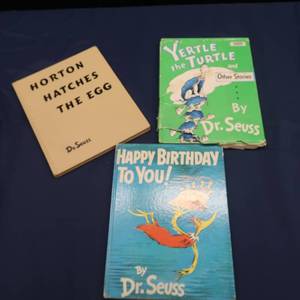 HORTON
HATCHES
THE EGG
Dr. Seuss
YERTLE
the TURTLE
and
Other Stories
By
Dr. Seuss
HAPPY BIRTHDAY
TO YOU!
By
Dr. Seuss